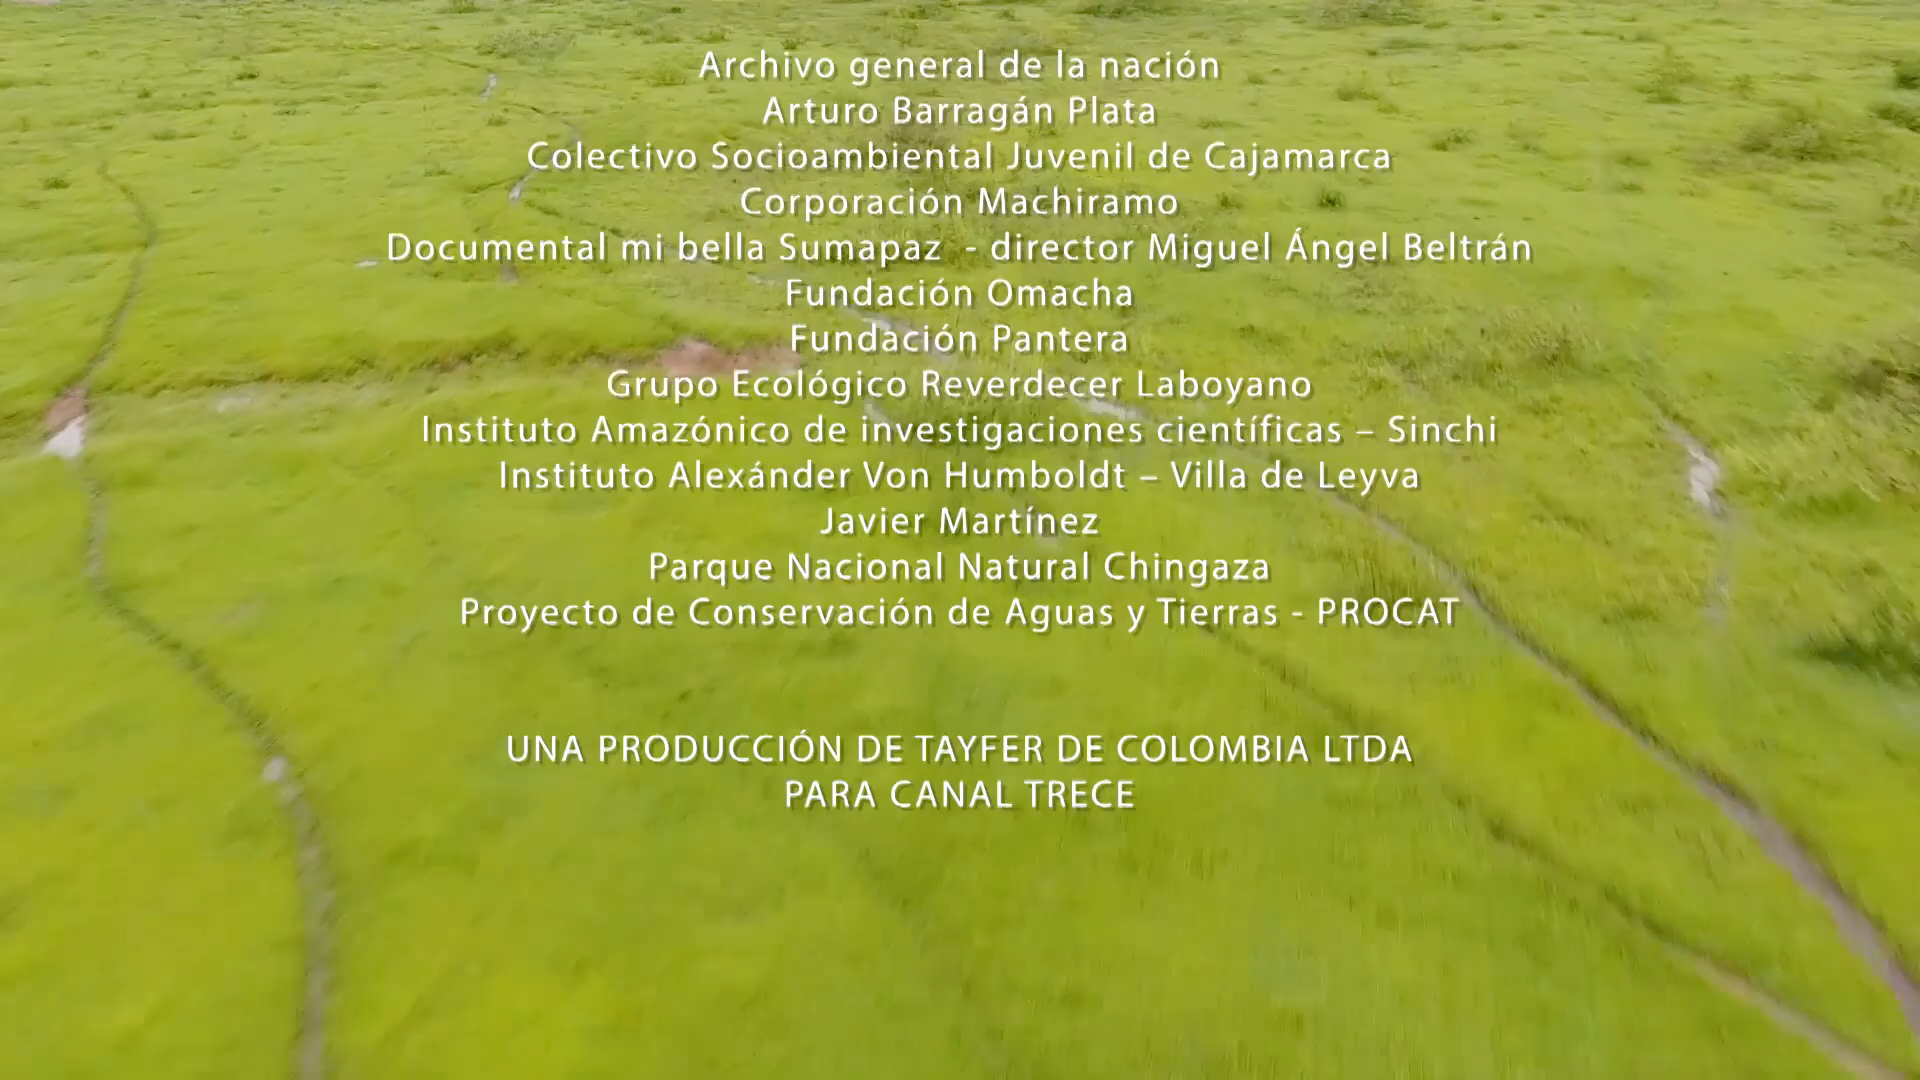 Archivo general de la nación
Arturo Barragán Plata
Colectivo Socioambiental Juvenil de Cajamarca
Corporación Machiramo
Documental mi bella Sumapaz - director Miguel Ángel Beltrán
Fundación Omacha
Fundación Pantera
Grupo Ecológico Reverdecer Laboyano
Instituto Amazónico de investigaciones científicas – Sinchi
Instituto Alexánder Von Humboldt – Villa de Leyva
Javier Martínez
Parque Nacional Natural Chingaza
Proyecto de Conservación de Aguas y Tierras - PROCAT
UNA PRODUCCIÓN DE TAYFER DE COLOMBIA LTDA
PARA CANAL TRECE